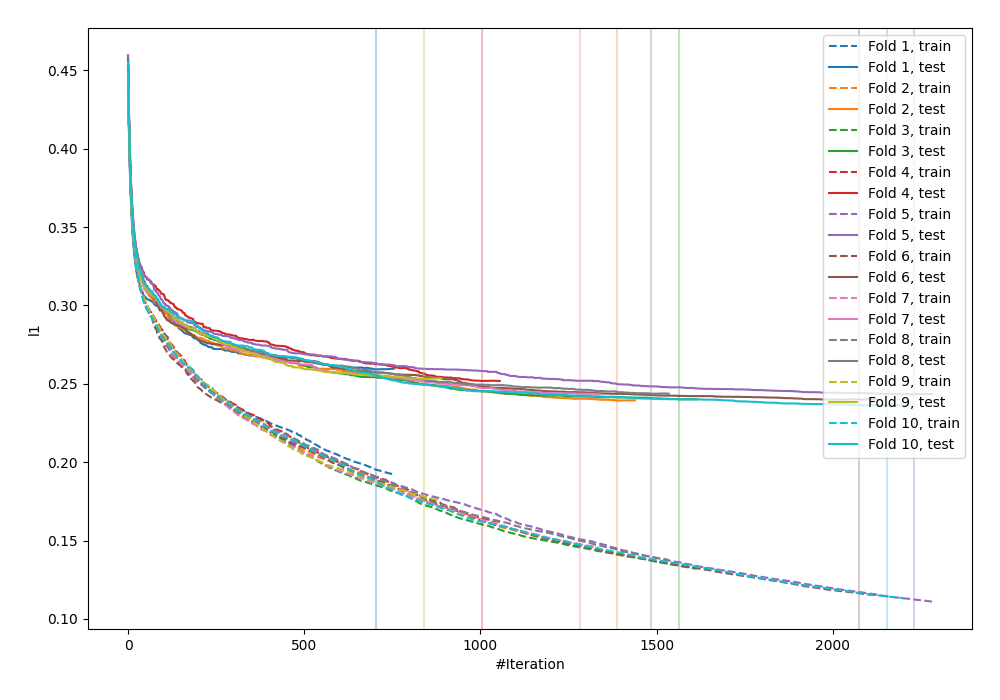 0.45
0.40
0.35
0.30
0.25
0.20
0.15
0.10
l1
0
500
1000
1500
2000
#Iteration
Fold 1, train
Fold 1, test
Fold 2, train
Fold 2, test
Fold 3, train
Fold 3, test
Fold 4, train
Fold 4, test
Fold 5, train
Fold 5, test
Fold 6, train
Fold 6, test
Fold 7, train
Fold 7, test
Fold 8, train
Fold 8, test
Fold 9, train
Fold 9, test
Fold 10, train
Fold 10, test